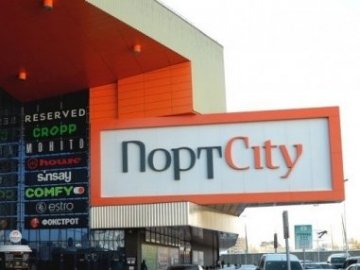 RESERVED
CROPP
MOHITO
house
sinsay
COMFY
estro
ФОКСТРОТ
ПортCity